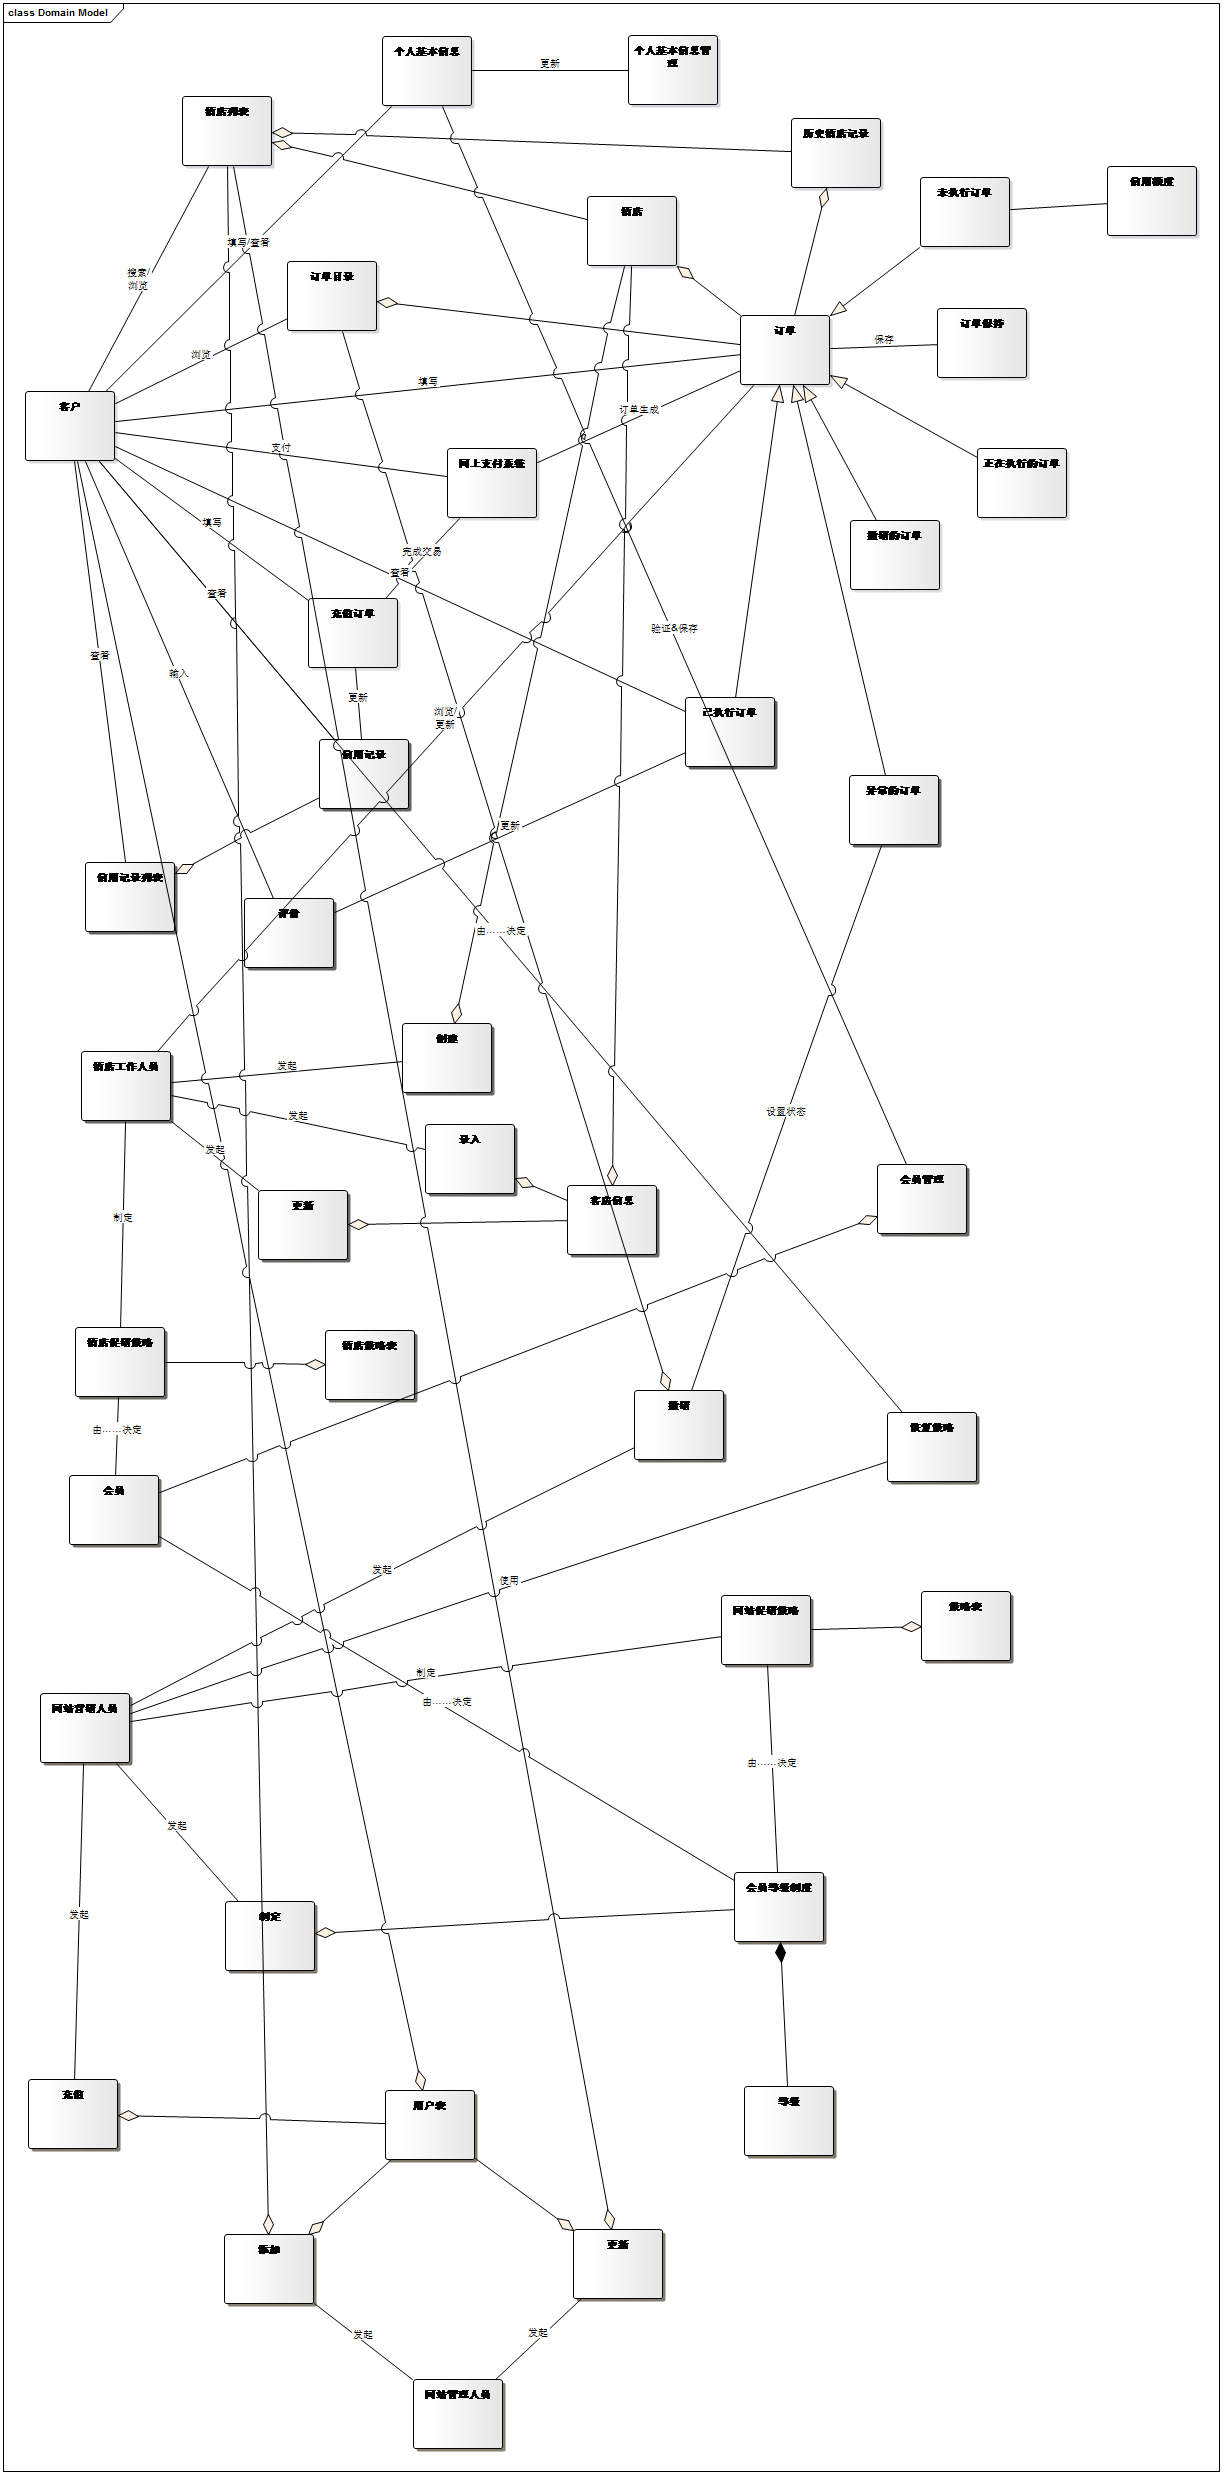 class Domain Model
个人基本信息
更新
个人基本信息管
理
酒店列表
历史酒店记录
未执行订单
信用额度
酒店
填写/查看
搜索/
浏览
订单目录
订单
订单保持
保存
浏览
填写
客户
订单生成
支付
网上支付系统
正在执行的订单
填写
撤销的订单
完成交易
查看
查看
充值订单
验证&保存
查看
输入
更新
浏览/
更新
已执行订单
信用记录
异常的订单
更新
信用记录列表
评价
由……决定
创建
酒店工作人员
发起
设置状态
发起
录入
发起
会员管理
更新
客房信息
制定
酒店促销策略
酒店策略表
撤销
由……决定
恢复策略
会员
发起
使用
网站促销策略
策略表
制定
由……决定
网站营销人员
由……决定
发起
会员等级制度
发起
制定
充值
用户表
等级
添加
更新
发起
发起
网站管理人员